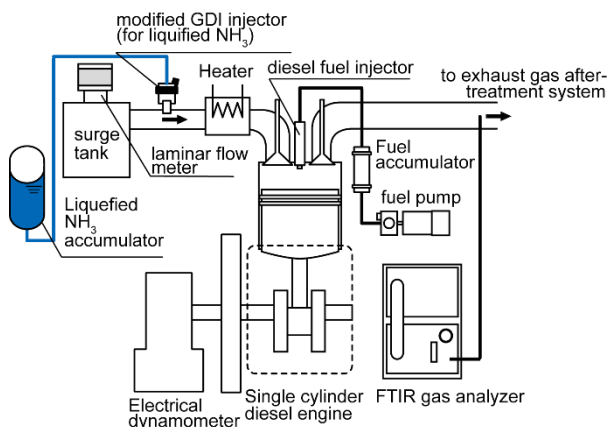 modified GDI injector
(for liquified NH₃)
Heater
diesel fuel injector
to exhaust gas after-
treatment system
surge
tank
laminar flow
meter
Fuel
accumulator
fuel pump
Liquefied
NH₃
accumulator
Electrical
dynamometer
Single cylinder
diesel engine
FTIR gas analyzer